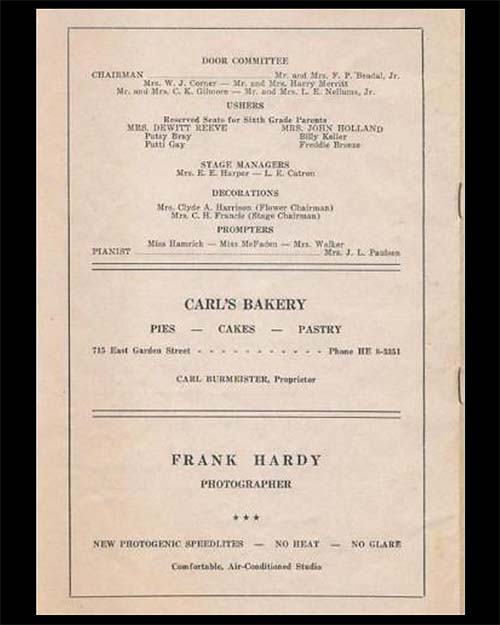 DOOR COMMITTEE
CHAIRMAN Mr. and Mrs. F. P. Beadal, Jr.
Mrs. W. J. Corner — Mr. and Mrs. Harry Merritt
Mr. and Mrs. C. K. Gilmore — Mr. and Mrs. L. E. Nellums, Jr.
USHERS
Reserved Seats for Sixth Grade Parents
MRS. DEWITT REEVE MRS. JOHN HOLLAND
Patsy Bray Billy Keller
Patti Gay Freddie Breeze
STAGE MANAGERS
Mrs. E. E. Harper — L. E. Catron
DECORATIONS
Mrs. Clyde A. Harrison (Flower Chairman)
Mrs. C. H. Francis (Stage Chairman)
PROMPTERS
Miss Hamrick — Miss McFaden — Mrs. Walker
PIANIST Mrs. J. L. Paulsen
CARL'S BAKERY
PIES — CAKES — PASTRY
715 East Garden Street - - - - - - - - - - - Phone HE 8-3351
CARL BURMEISTER, Proprietor
FRANK HARDY
PHOTOGRAPHER
★ ★ ★
NEW PHOTOGENIC SPEEDLITES — NO HEAT — NO GLARE
Comfortable, Air-Conditioned Studio